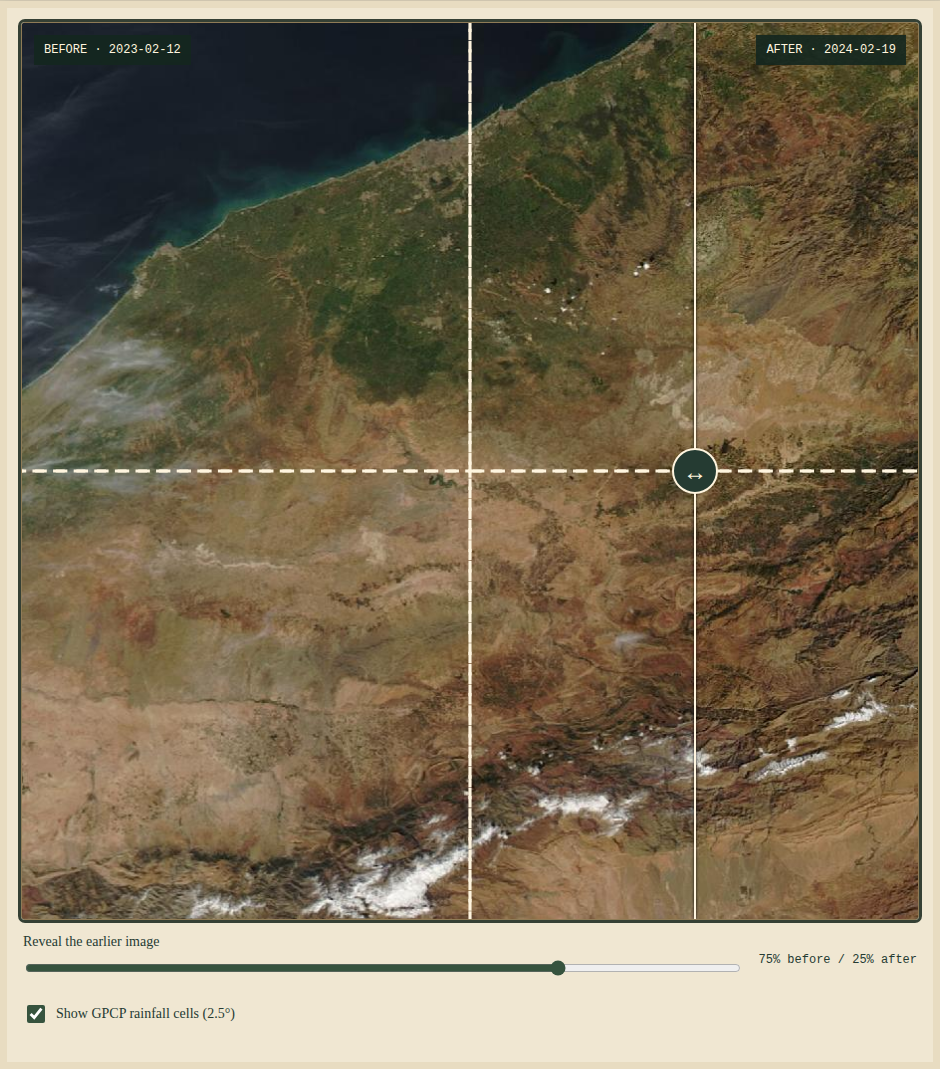 BEFORE · 2023-02-12
AFTER · 2024-02-19
↔
Reveal the earlier image
75% before / 25% after
Show GPCP rainfall cells (2.5°)